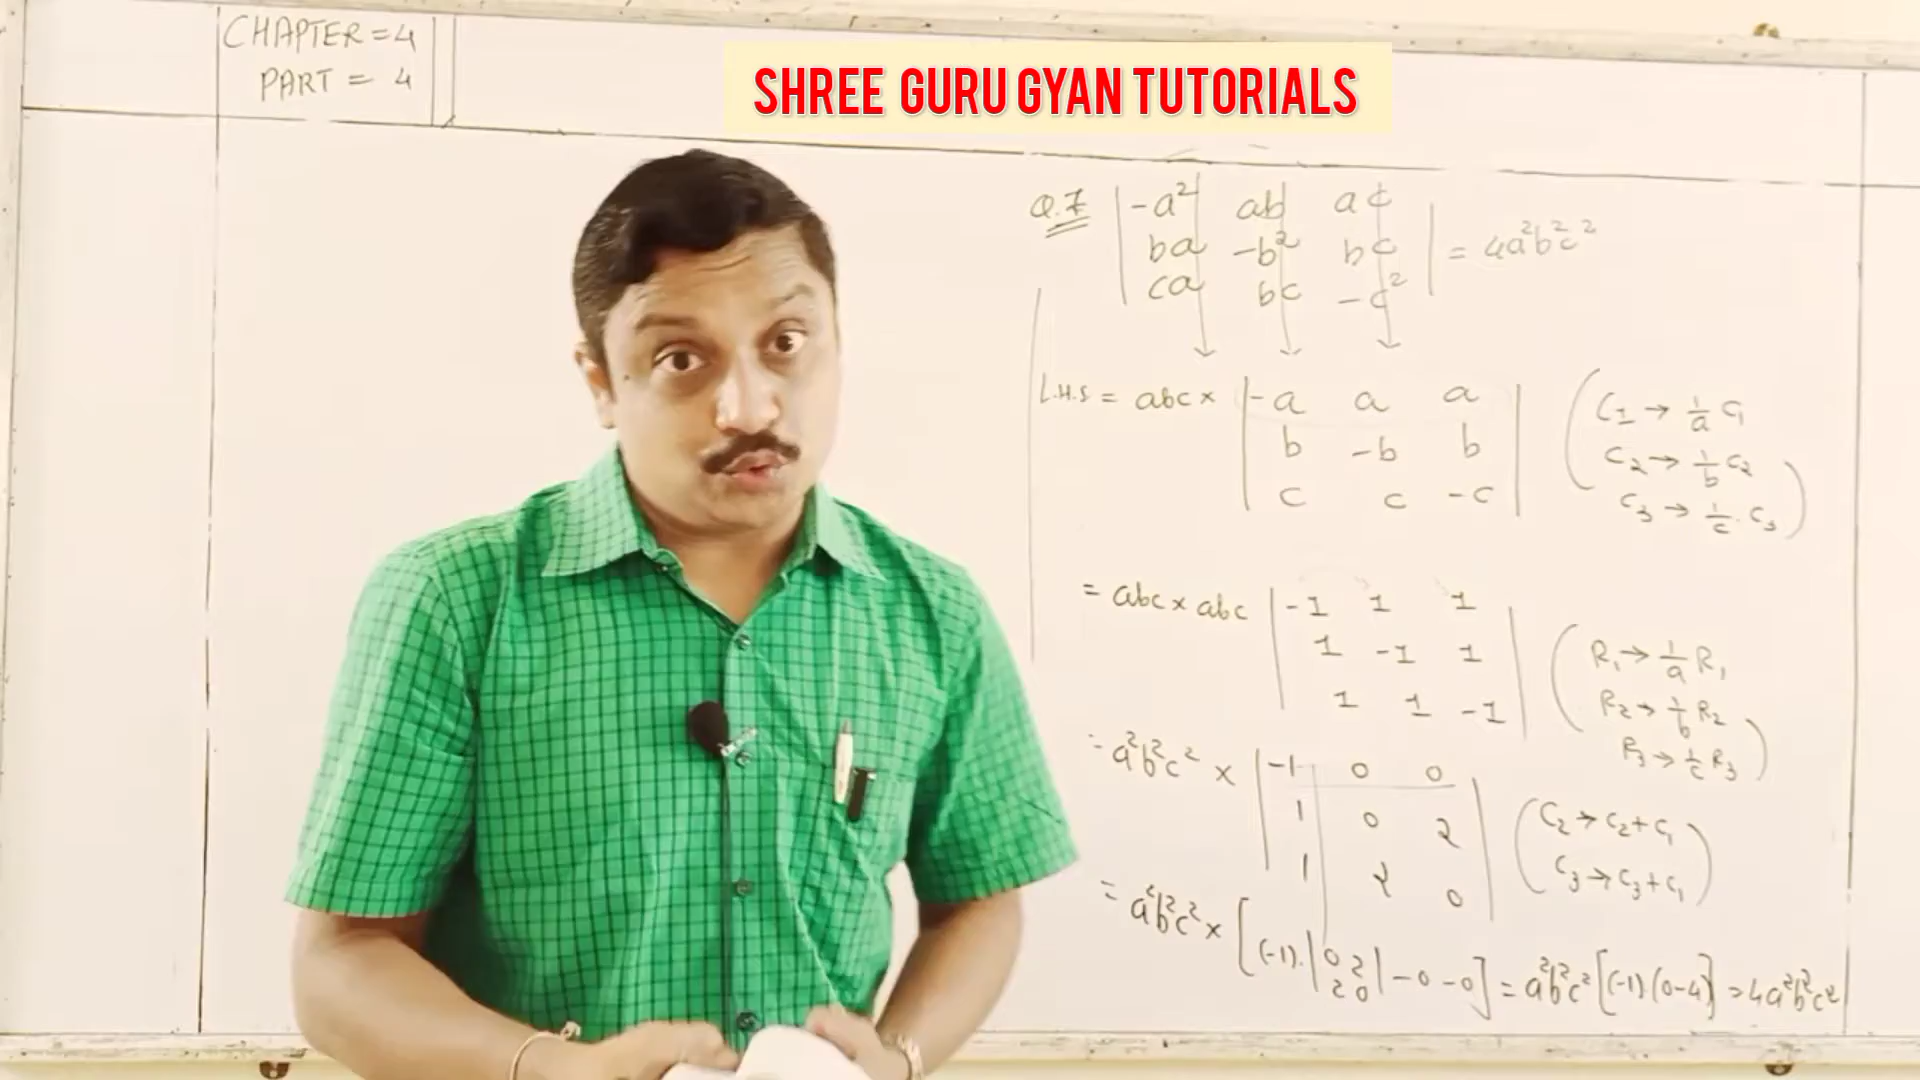 CHAPTER = 4
PART = 4
SHREE GURU GYAN TUTORIALS
Q.7 | -a² ab ac |
| ba -b² bc | = 4a²b²c²
| ca bc -c² |
L.H.S = abc × | -a a a | ( C1 → 1/a C1
| b -b b | C2 → 1/b C2
| c c -c | C3 → 1/c . C3 )
= abc × abc | -1 1 1 |
| 1 -1 1 | ( R1 → 1/a R1
| 1 1 -1 | R2 → 1/b R2
R3 → 1/c R3 )
= a²b²c² × | -1 0 0 |
| 1 0 2 | ( C2 → C2 + C1
| 1 2 0 | C3 → C3 + C1 )
= a²b²c² × [ (-1). | 0 2 | - 0 - 0 ] = a²b²c² [(-1)(0-4)] = 4a²b²c²
| 2 0 |